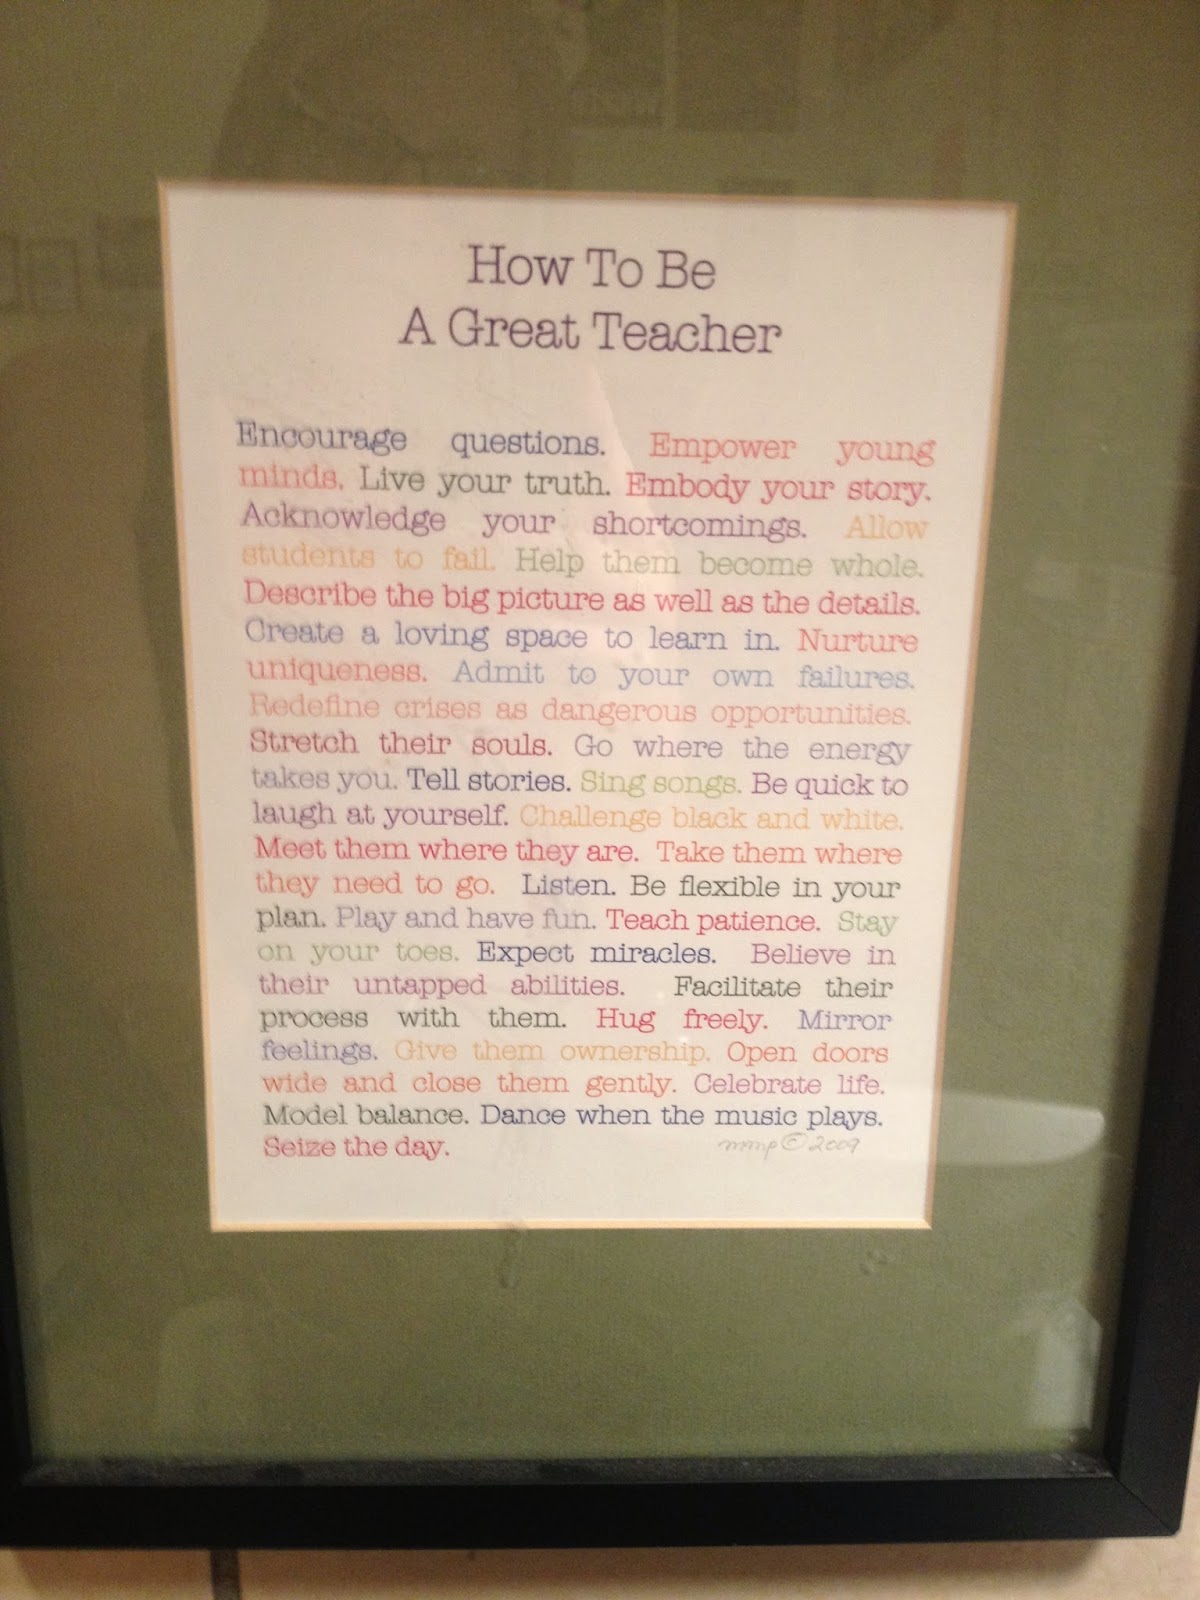 How To Be
A Great Teacher
Encourage questions. Empower young
minds. Live your truth. Embody your story.
Acknowledge your shortcomings. Allow
students to fail. Help them become whole.
Describe the big picture as well as the details.
Create a loving space to learn in. Nurture
uniqueness. Admit to your own failures.
Redefine crises as dangerous opportunities.
Stretch their souls. Go where the energy
takes you. Tell stories. Sing songs. Be quick to
laugh at yourself. Challenge black and white.
Meet them where they are. Take them where
they need to go. Listen. Be flexible in your
plan. Play and have fun. Teach patience. Stay
on your toes. Expect miracles. Believe in
their untapped abilities. Facilitate their
process with them. Hug freely. Mirror
feelings. Give them ownership. Open doors
wide and close them gently. Celebrate life.
Model balance. Dance when the music plays.
Seize the day. mmp © 2009